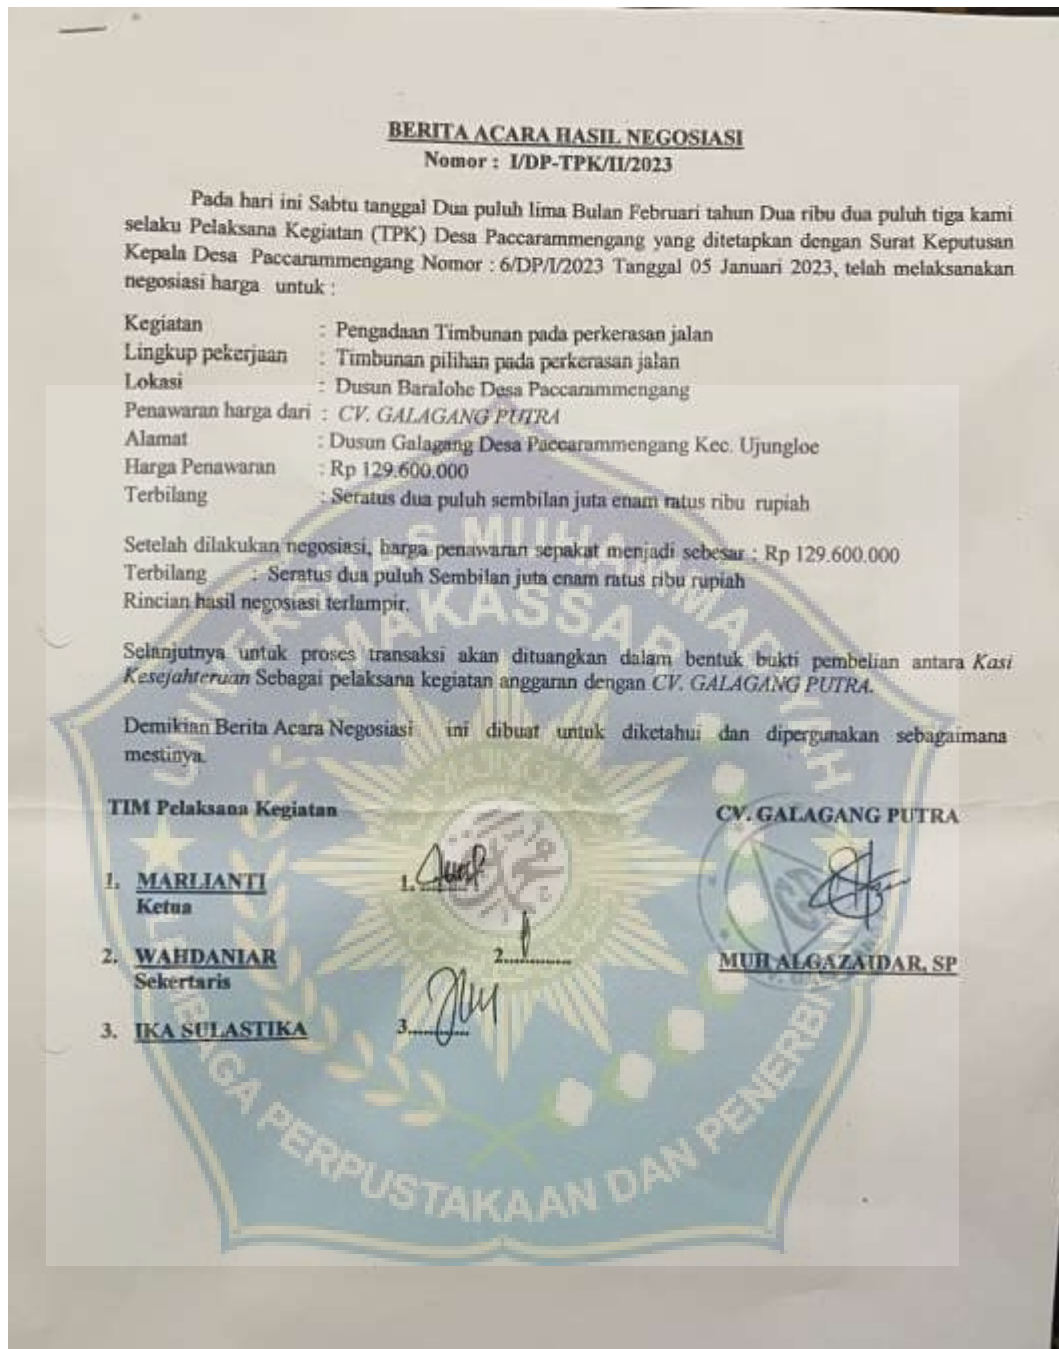 BERITA ACARA HASIL NEGOSIASI
Nomor : I/DP-TPK/II/2023
Pada hari ini Sabtu tanggal Dua puluh lima Bulan Februari tahun Dua ribu dua puluh tiga kami
selaku Pelaksana Kegiatan (TPK) Desa Paccarammengang yang ditetapkan dengan Surat Keputusan
Kepala Desa Paccarammengang Nomor : 6/DP/I/2023 Tanggal 05 Januari 2023, telah melaksanakan
negosiasi harga untuk :
Kegiatan : Pengadaan Timbunan pada perkerasan jalan
Lingkup pekerjaan : Timbunan pilihan pada perkerasan jalan
Lokasi : Dusun Baralohe Desa Paccarammengang
Penawaran harga dari : CV. GALAGANG PUTRA
Alamat : Dusun Galagang Desa Paccarammengang Kec. Ujungloe
Harga Penawaran : Rp 129.600.000
Terbilang : Seratus dua puluh sembilan juta enam ratus ribu rupiah
Setelah dilakukan negosiasi, harga penawaran sepakat menjadi sebesar : Rp 129.600.000
Terbilang : Seratus dua puluh Sembilan juta enam ratus ribu rupiah
Rincian hasil negosiasi terlampir.
Selanjutnya untuk proses transaksi akan dituangkan dalam bentuk bukti pembelian antara Kasi
Kesejahteruan Sebagai pelaksana kegiatan anggaran dengan CV. GALAGANG PUTRA.
Demikian Berita Acara Negosiasi ini dibuat untuk diketahui dan dipergunakan sebagaimana
mestinya.
TIM Pelaksana Kegiatan CV. GALAGANG PUTRA
1. MARLIANTI 1..........
Ketua
2. WAHDANIAR 2..............
Sekertaris
MUH ALGAZAIDAR, SP
3. IKA SULASTIKA 3...........
UNIVERSITAS MUHAMMADIYAH
MAKASSAR
LEMBAGA PERPUSTAKAAN DAN PENERBITAN